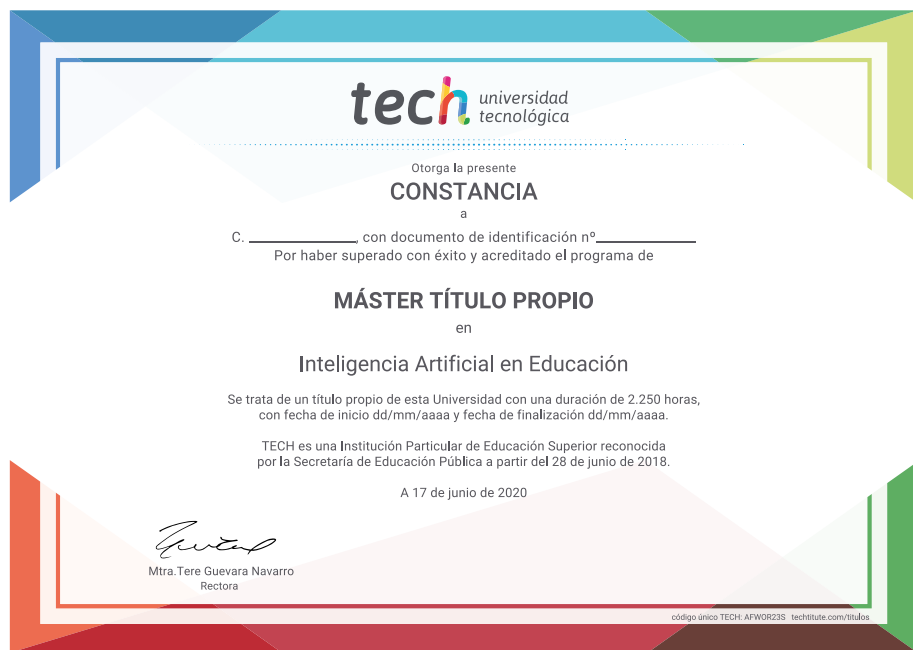 tech universidad
tecnológica
Otorga la presente
CONSTANCIA
a
C. ____________, con documento de identificación nº___________
Por haber superado con éxito y acreditado el programa de
MÁSTER TÍTULO PROPIO
en
Inteligencia Artificial en Educación
Se trata de un título propio de esta Universidad con una duración de 2.250 horas,
con fecha de inicio dd/mm/aaaa y fecha de finalización dd/mm/aaaa.
TECH es una Institución Particular de Educación Superior reconocida
por la Secretaría de Educación Pública a partir del 28 de junio de 2018.
A 17 de junio de 2020
Mtra.Tere Guevara Navarro
Rectora
código único TECH: AFWOR23S techtitute.com/titulos